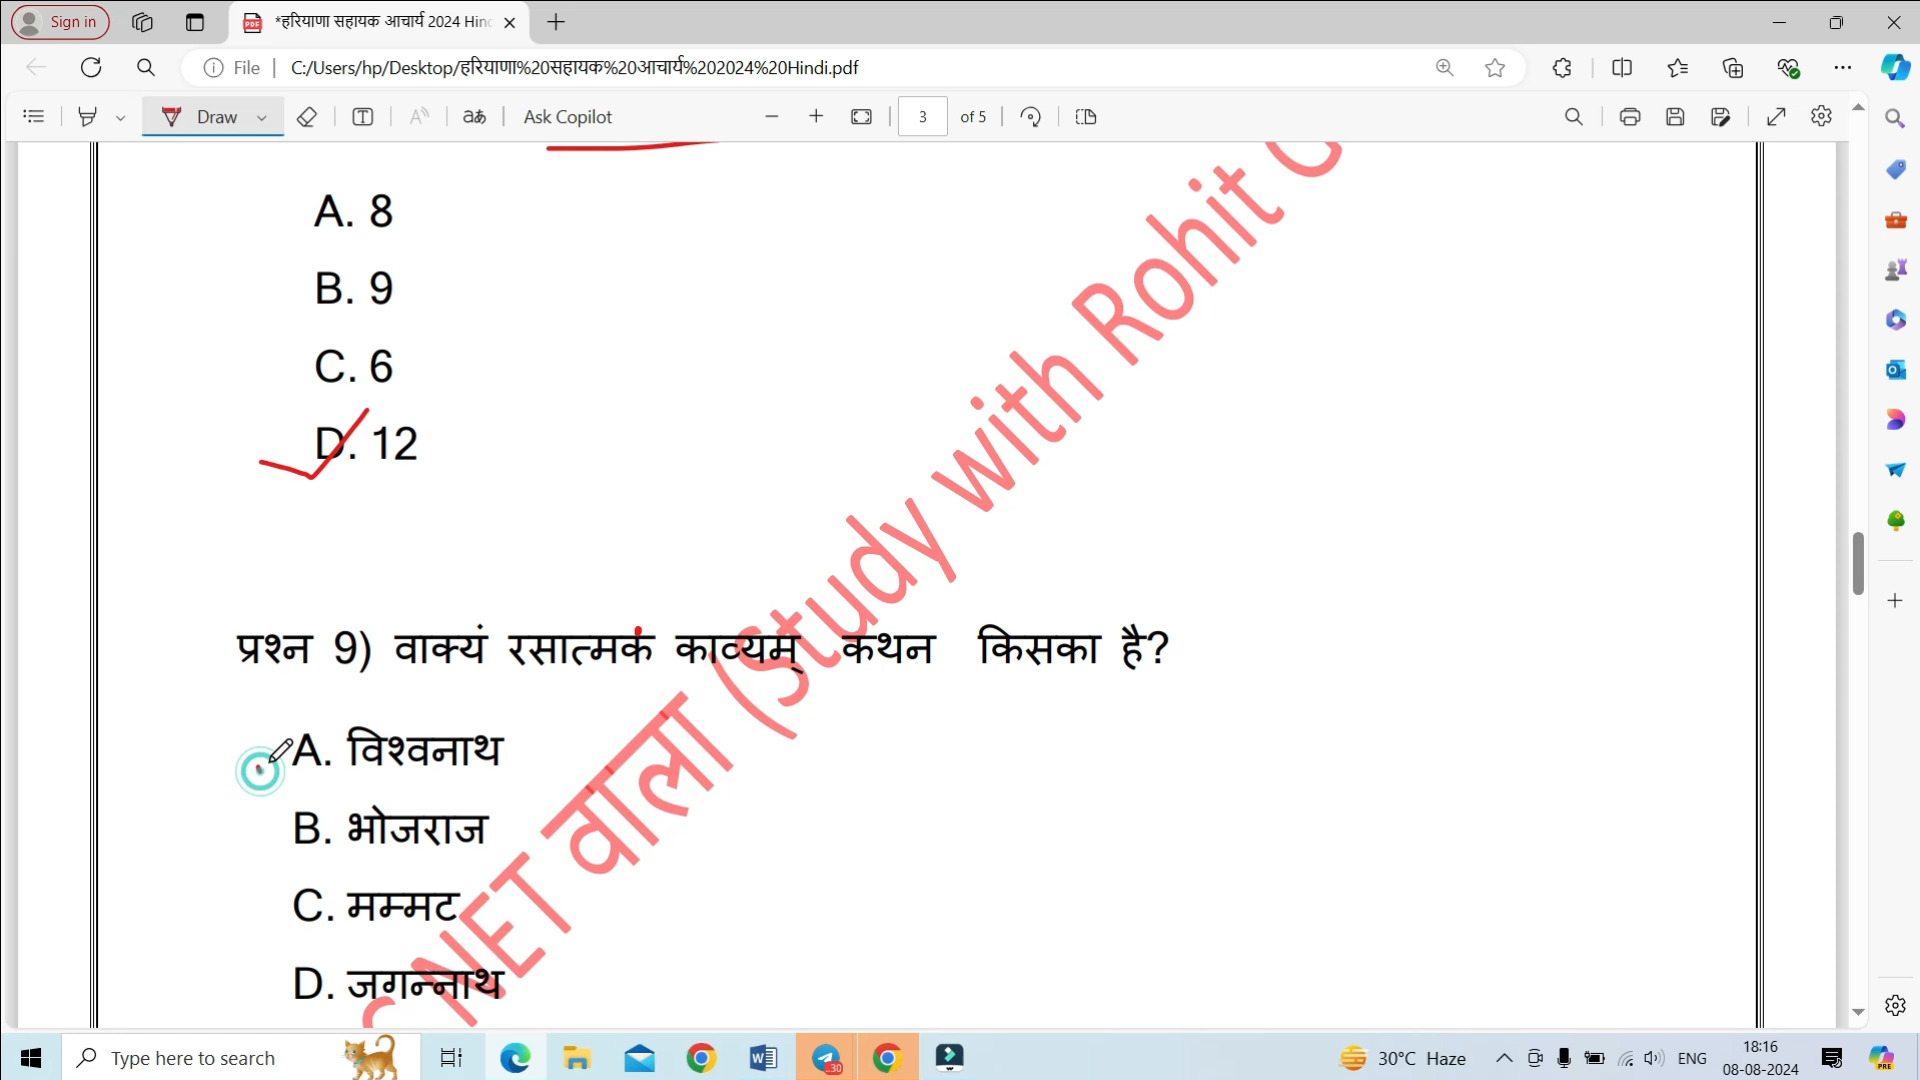 Sign in
*हरियाणा सहायक आचार्य 2024 Hin
File
C:/Users/hp/Desktop/हरियाणा%20सहायक%20आचार्य%202024%20Hindi.pdf
Draw
Ask Copilot
3 of 5
A. 8
B. 9
C. 6
D. 12
प्रश्न 9) वाक्यं रसात्मकं काव्यम् कथन किसका है?
A. विश्वनाथ
B. भोजराज
C. मम्मट
D. जगन्नाथ
NET वाला (Study with Rohit
Type here to search
30°C Haze
ENG
18:16
08-08-2024